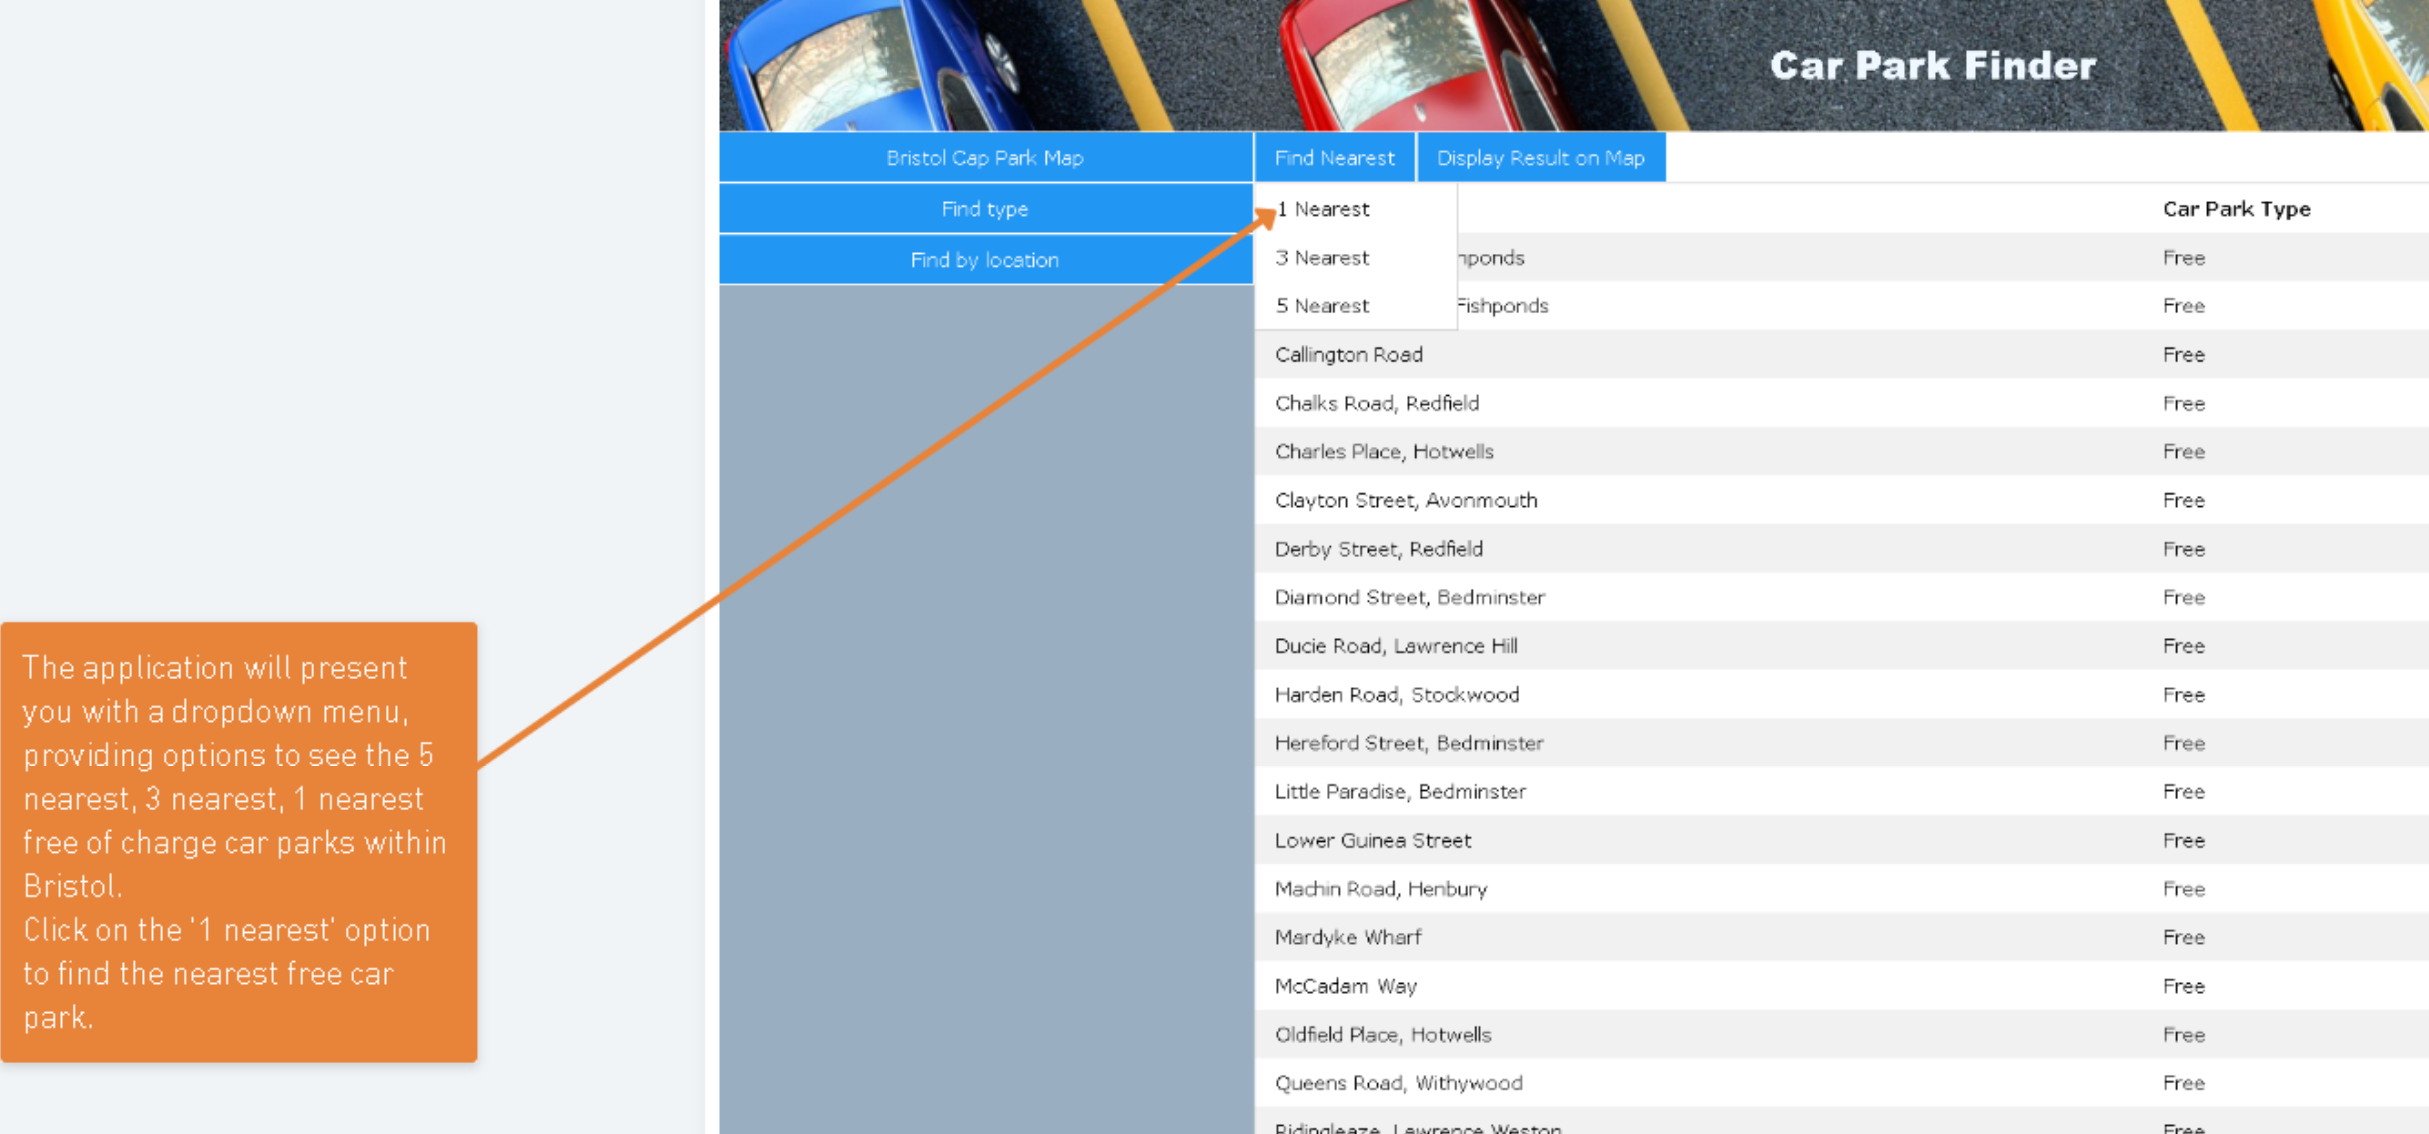 Car Park Finder
Bristol Cap Park Map
Find Nearest
Display Result on Map
Find type
Find by location
1 Nearest
3 Nearest
5 Nearest
Car Park Type
Free
Fishponds Free
Callington Road Free
Chalks Road, Redfield Free
Charles Place, Hotwells Free
Clayton Street, Avonmouth Free
Derby Street, Redfield Free
Diamond Street, Bedminster Free
Ducie Road, Lawrence Hill Free
Harden Road, Stockwood Free
Hereford Street, Bedminster Free
Little Paradise, Bedminster Free
Lower Guinea Street Free
Machin Road, Henbury Free
Mardyke Wharf Free
McCadam Way Free
Oldfield Place, Hotwells Free
Queens Road, Withywood Free
Ridingleaze, Lawrence Weston Free
The application will present
you with a dropdown menu,
providing options to see the 5
nearest, 3 nearest, 1 nearest
free of charge car parks within
Bristol.
Click on the '1 nearest' option
to find the nearest free car
park.